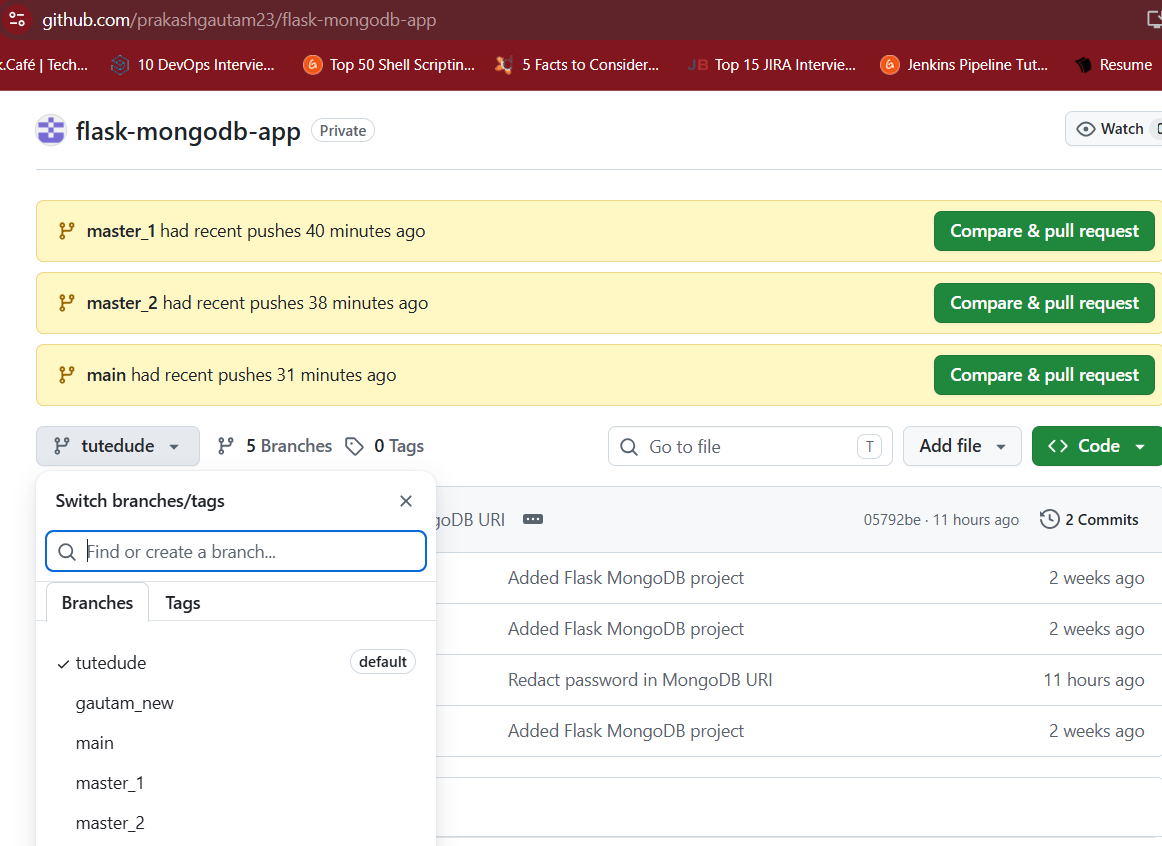 github.com/prakashgautam23/flask-mongodb-app
k.Café | Tech... 10 DevOps Intervie... Top 50 Shell Scriptin... 5 Facts to Consider... JB Top 15 JIRA Intervie... Jenkins Pipeline Tut... Resume
flask-mongodb-app Private Watch
master_1 had recent pushes 40 minutes ago Compare & pull request
master_2 had recent pushes 38 minutes ago Compare & pull request
main had recent pushes 31 minutes ago Compare & pull request
tutedude 5 Branches 0 Tags Go to file T Add file Code
Switch branches/tags
goDB URI 05792be · 11 hours ago 2 Commits
Find or create a branch...
Added Flask MongoDB project 2 weeks ago
Branches Tags
Added Flask MongoDB project 2 weeks ago
tutedude default
Redact password in MongoDB URI 11 hours ago
gautam_new
Added Flask MongoDB project 2 weeks ago
main
master_1
master_2